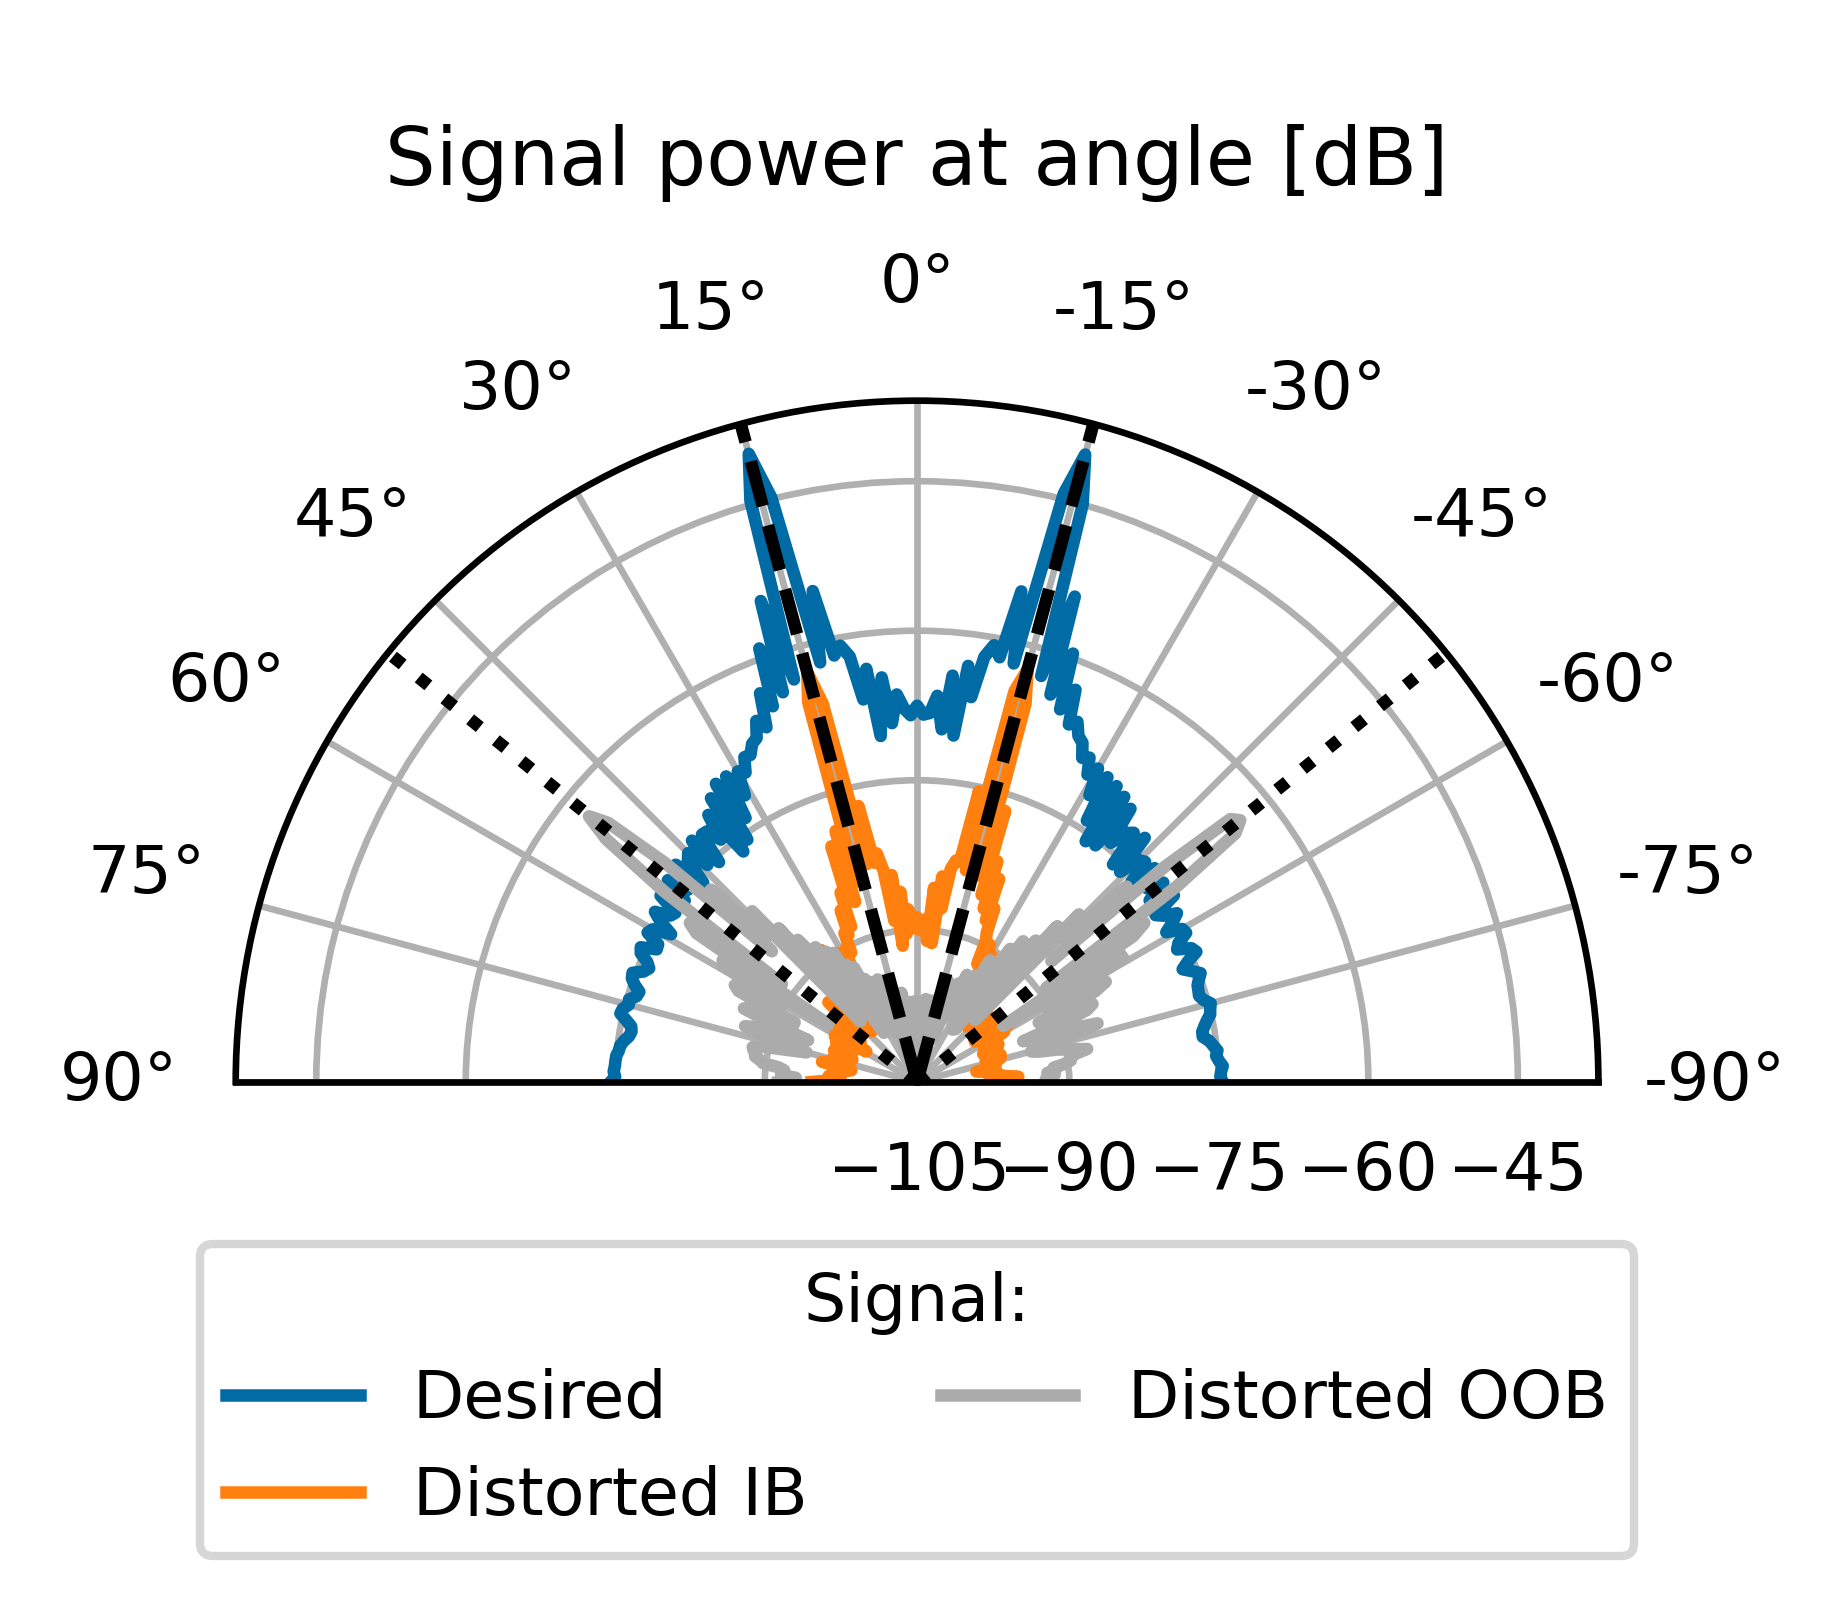 Signal power at angle [dB]
0°
15°
-15°
30°
-30°
45°
-45°
60°
-60°
75°
-75°
90°
-90°
−105 −90 −75 −60 −45
Signal:
Desired
Distorted OOB
Distorted IB